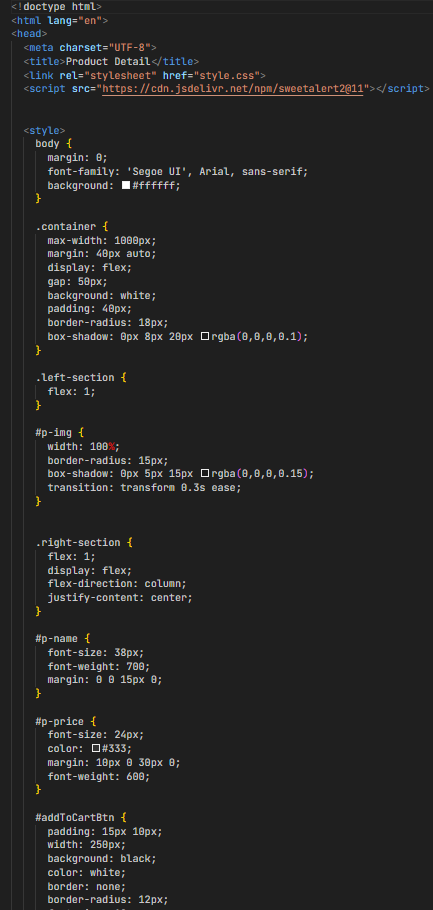 <!doctype html>
<html lang="en">
<head>
<meta charset="UTF-8">
<title>Product Detail</title>
<link rel="stylesheet" href="style.css">
<script src="https://cdn.jsdelivr.net/npm/sweetalert2@11"></script>
<style>
body {
margin: 0;
font-family: 'Segoe UI', Arial, sans-serif;
background: #ffffff;
}
.container {
max-width: 1000px;
margin: 40px auto;
display: flex;
gap: 50px;
background: white;
padding: 40px;
border-radius: 18px;
box-shadow: 0px 8px 20px rgba(0,0,0,0.1);
}
.left-section {
flex: 1;
}
#p-img {
width: 100%;
border-radius: 15px;
box-shadow: 0px 5px 15px rgba(0,0,0,0.15);
transition: transform 0.3s ease;
}
.right-section {
flex: 1;
display: flex;
flex-direction: column;
justify-content: center;
}
#p-name {
font-size: 38px;
font-weight: 700;
margin: 0 0 15px 0;
}
#p-price {
font-size: 24px;
color: #333;
margin: 10px 0 30px 0;
font-weight: 600;
}
#addToCartBtn {
padding: 15px 10px;
width: 250px;
background: black;
color: white;
border: none;
border-radius: 12px;